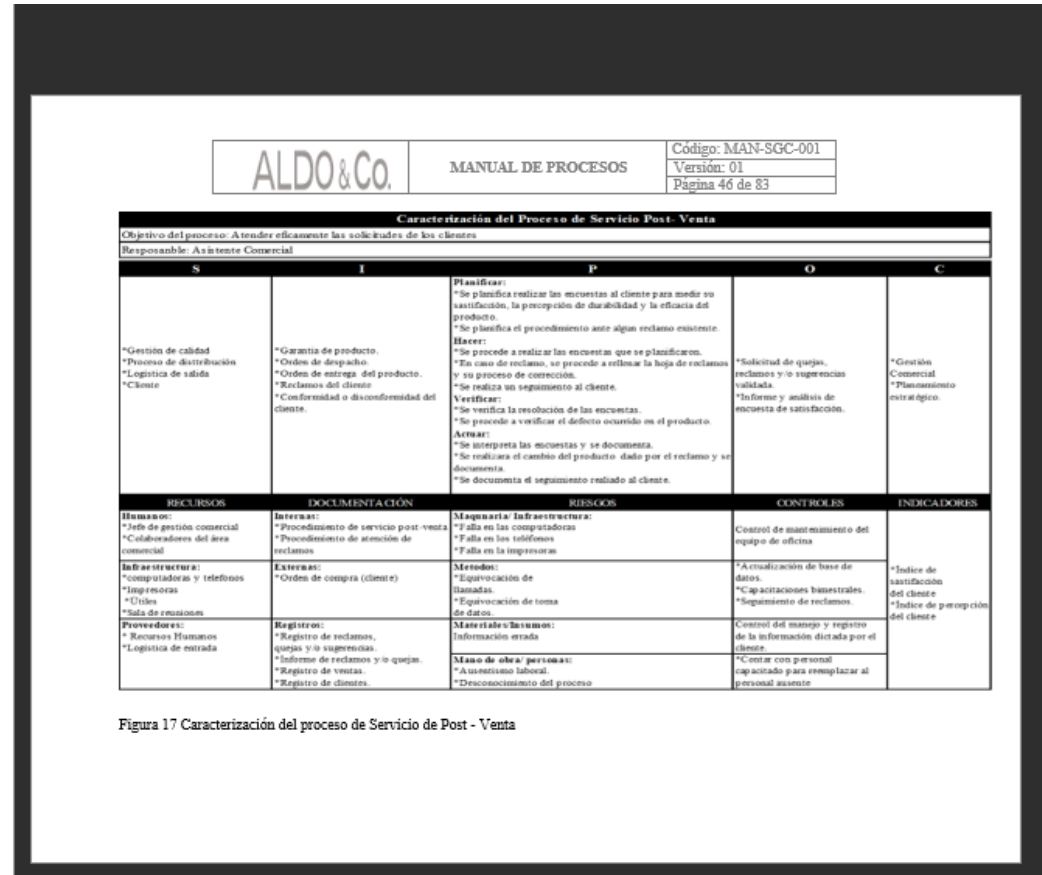 ALDO&Co.
MANUAL DE PROCESOS
Código: MAN-SGC-001
Versión: 01
Página 46 de 83
Caracterización del Proceso de Servicio Post- Venta
Objetivo del proceso: Atender eficamente las solicitudes de los clientes
Resposanble: Asistente Comercial
S
I
P
O
C
*Gestión de calidad
*Proceso de disttribución
*Logistica de salida
*Cliente
*Garantia de producto.
*Orden de despacho.
*Orden de entrega del producto.
*Reclamos del cliente
*Conformidad o disconformidad del
cliente.
Planificar:
*Se planifica realizar las encuestas al cliente para medir su
sastifacción, la percepción de durabilidad y la eficacia del
producto.
*Se planifica el procedimiento ante algun reclamo existente.
Hacer:
*Se procede a realizar las encuestas que se planificaron.
*En caso de reclamo, se procede a rellenar la hoja de reclamos
y su proceso de corrección.
*Se realiza un seguimiento al cliente.
Verificar:
*Se verifica la resolución de las encuestas.
*Se procede a verificar el defecto ocurrido en el producto.
Actuar:
*Se interpreta las encuestas y se documenta.
*Se realizara el cambio del producto dado por el reclamo y se
documenta.
*Se documenta el seguimiento realiado al cliente.
*Solicitud de quejas,
reclamos y/o sugerencias
validada.
*Informe y análisis de
encuesta de satisfacción.
*Gestión
Comercial
*Planeamiento
estratégico.
RECURSOS
DOCUMENTACIÓN
RIESGOS
CONTROLES
INDICADORES
Humanos:
*Jefe de gestión comercial
*Colaboradores del área
comercial
Internas:
*Procedimiento de servicio post-venta
*Procedimiento de atención de
reclamos
Maqunaria/ Infraestructura:
*Falla en las computadoras
*Falla en los teléfonos
*Falla en la impresoras
Control de mantenimiento del
equipo de oficina
*Índice de
sastifacción
del cliente
*Índice de percepción
del cliente
Infraestructura:
*computadoras y telefonos
*Impresoras
*Útiles
*Sala de reuniones
Externas:
*Orden de compra (cliente)
Metodos:
*Equivocación de
llamadas.
*Equivocación de toma
de datos.
*Actualización de base de
datos.
*Capacitaciones bimestrales.
*Seguimiento de reclamos.
Proveedores:
* Recursos Humanos
*Logistica de entrada
Registros:
*Registro de reclamos,
quejas y/o sugerencias.
*Informe de reclamos y/o quejas.
*Registro de ventas.
*Registro de clientes.
Materiales/Insumos:
Información errada
Control del manejo y registro
de la información dictada por el
cliente.
Mano de obra/ personas:
*Ausentismo laboral.
*Desconocimiento del proceso
*Contar con personal
capacitado para reemplazar al
personal ausente
Figura 17 Caracterización del proceso de Servicio de Post - Venta